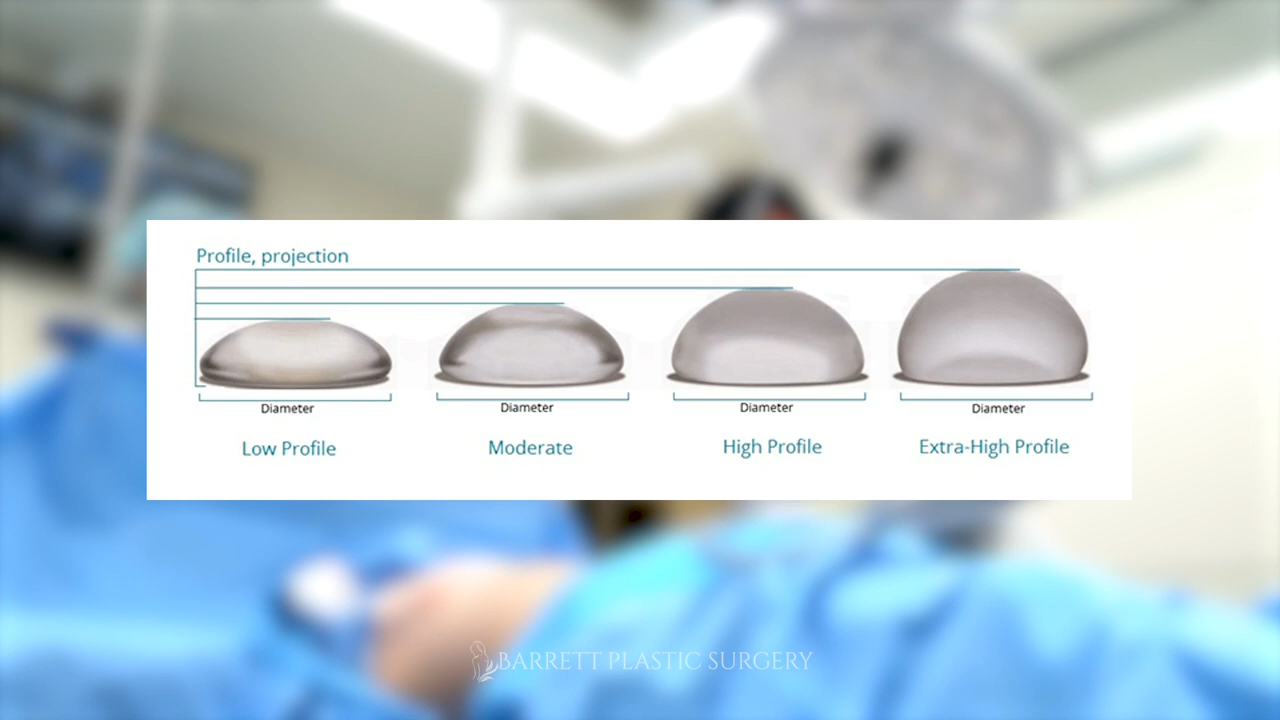 Profile, projection
Diameter
Diameter
Diameter
Diameter
Low Profile
Moderate
High Profile
Extra-High Profile
BARRETT PLASTIC SURGERY